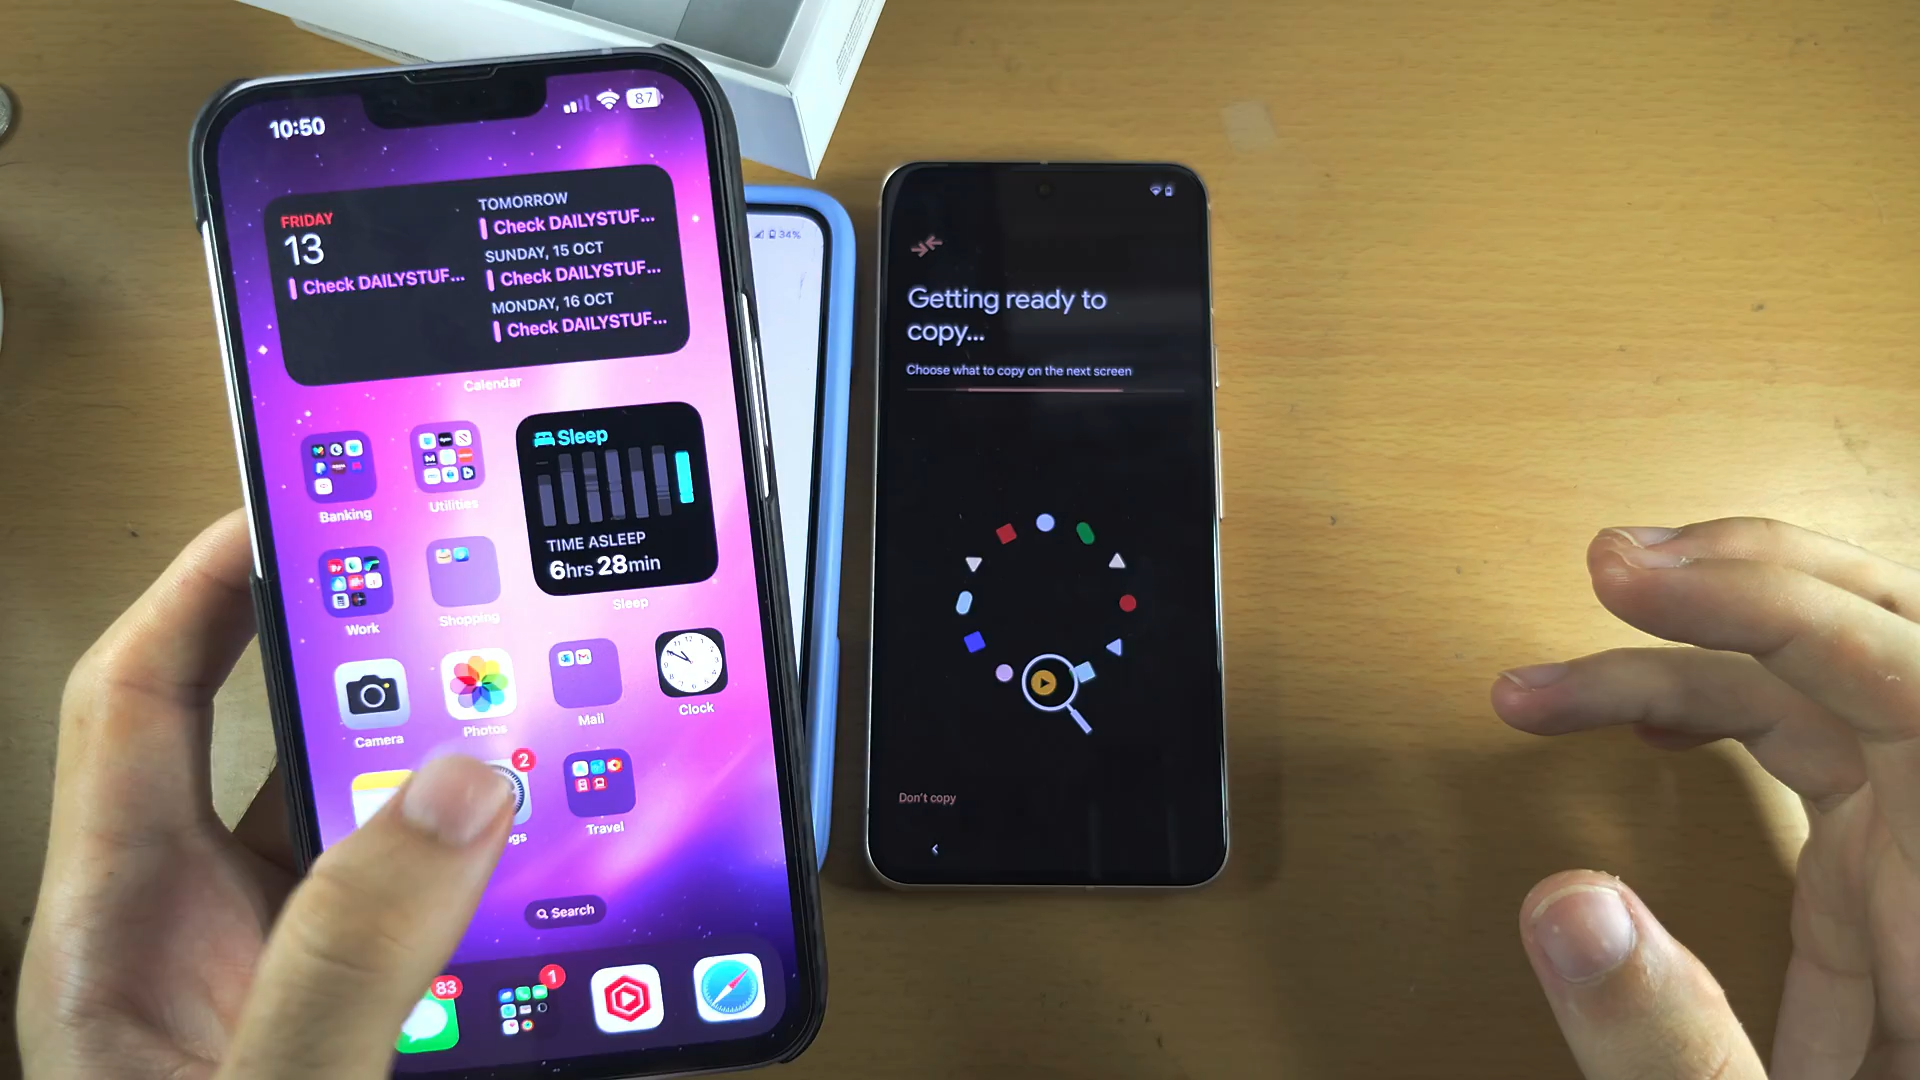 10:50
87
FRIDAY
13
Check DAILYSTUF...
TOMORROW
Check DAILYSTUF...
SUNDAY, 15 OCT
Check DAILYSTUF...
MONDAY, 16 OCT
Check DAILYSTUF...
Calendar
Banking
Utilities
Sleep
TIME ASLEEP
6hrs 28min
Sleep
Work
Shopping
Camera
Photos
Mail
Clock
2
gs
Travel
Search
83
1
34%
Getting ready to
copy...
Choose what to copy on the next screen
Don't copy